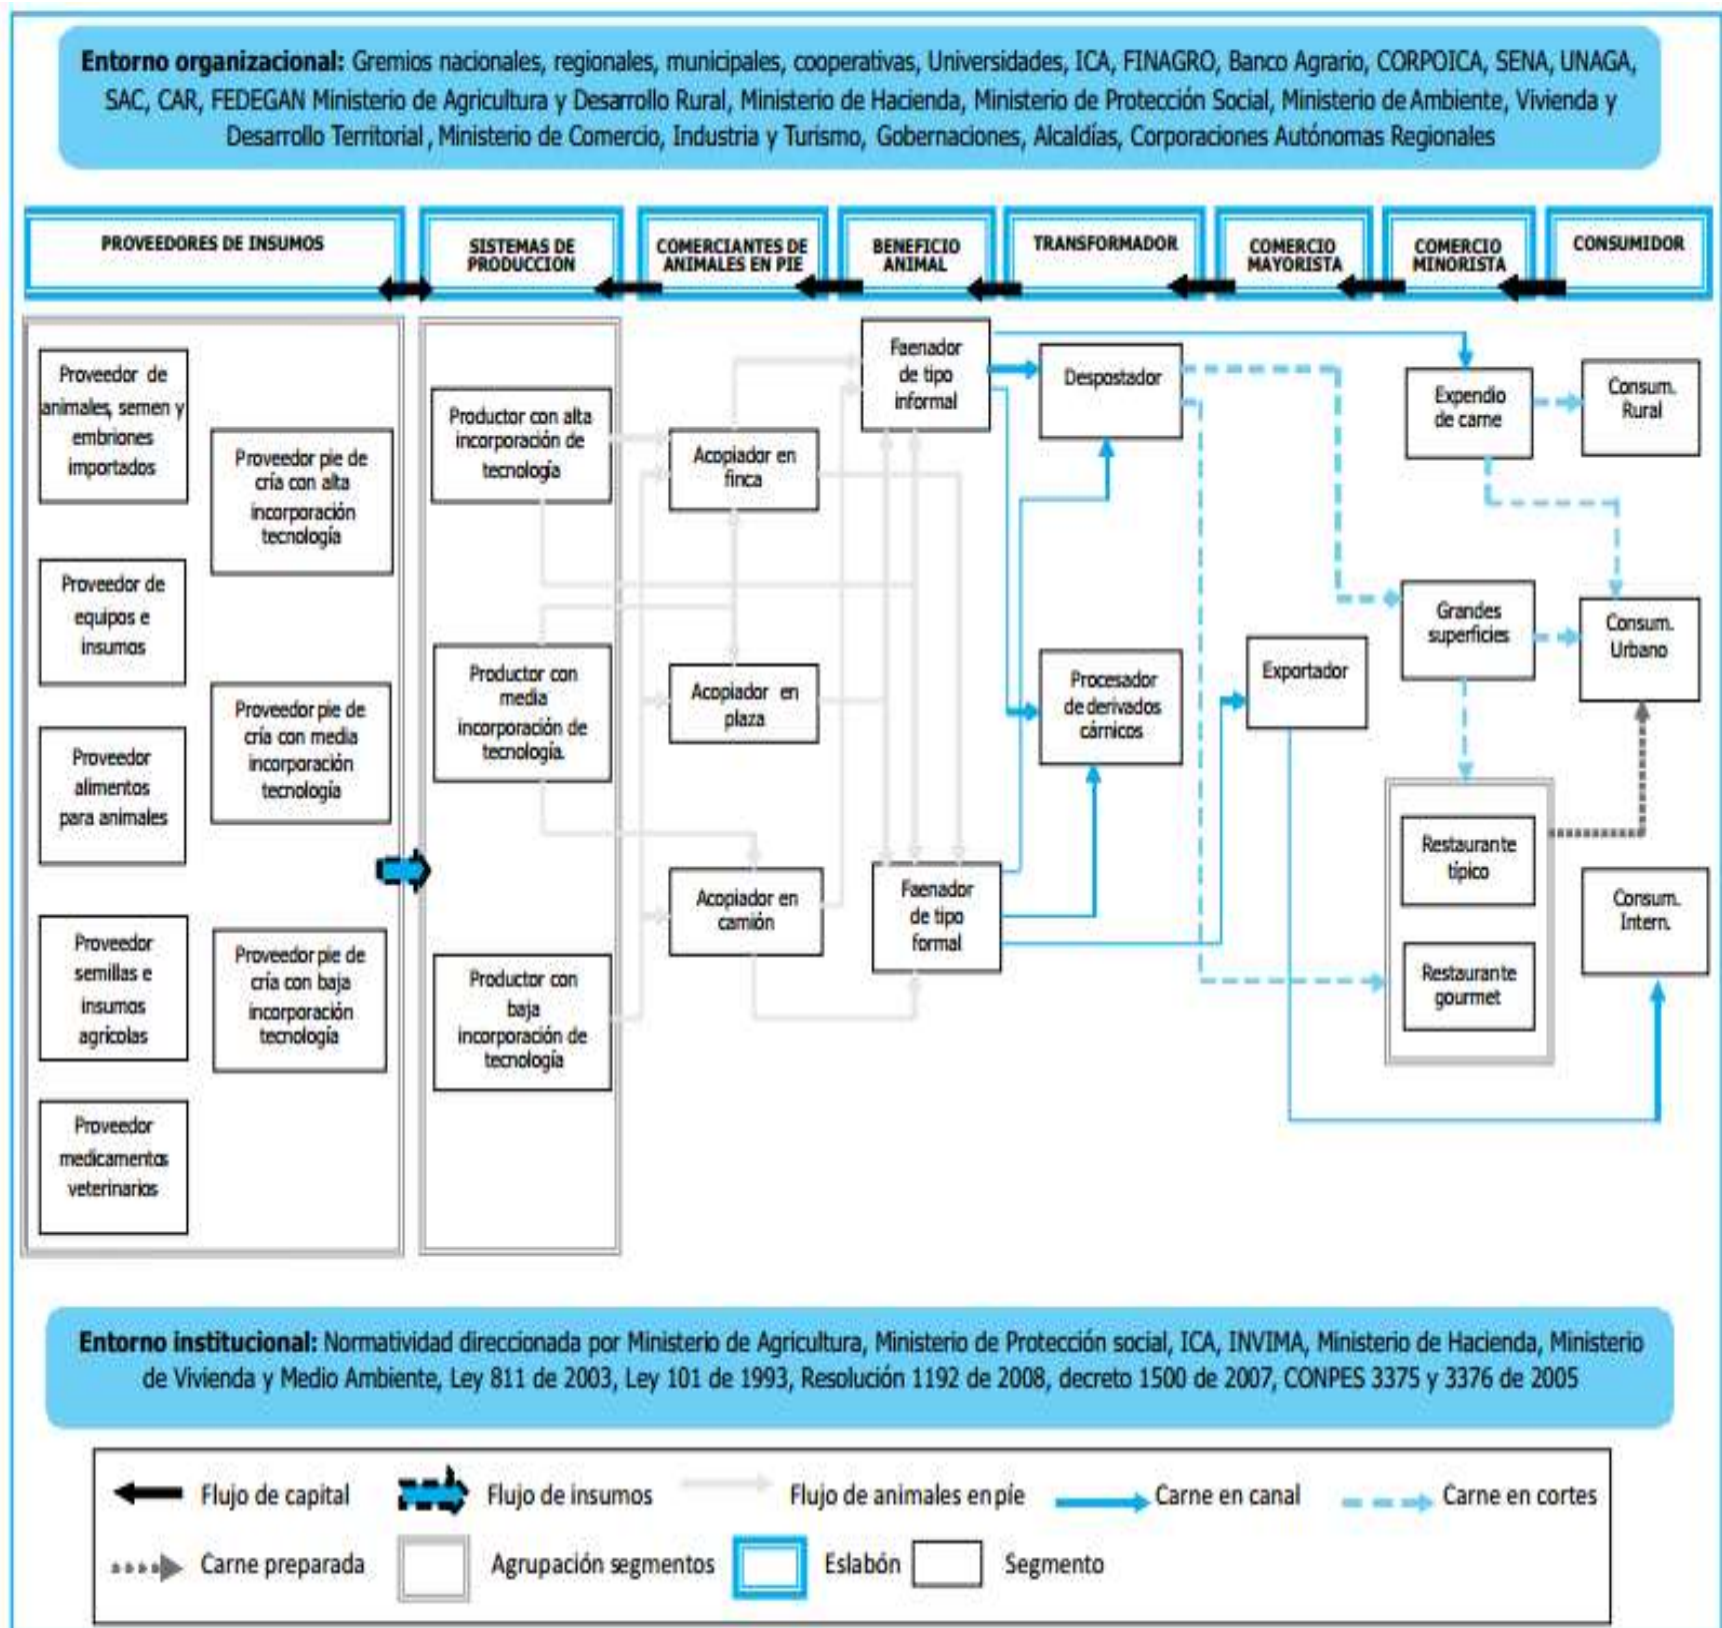 Entorno organizacional: Gremios nacionales, regionales, municipales, cooperativas, Universidades, ICA, FINAGRO, Banco Agrario, CORPOICA, SENA, UNAGA,
SAC, CAR, FEDEGAN Ministerio de Agricultura y Desarrollo Rural, Ministerio de Hacienda, Ministerio de Protección Social, Ministerio de Ambiente, Vivienda y
Desarrollo Territorial, Ministerio de Comercio, Industria y Turismo, Gobernaciones, Alcaldías, Corporaciones Autónomas Regionales
PROVEEDORES DE INSUMOS
SISTEMAS DE
PRODUCCION
COMERCIANTES DE
ANIMALES EN PIE
BENEFICIO
ANIMAL
TRANSFORMADOR
COMERCIO
MAYORISTA
COMERCIO
MINORISTA
CONSUMIDOR
Proveedor de
animales, semen y
embriones
importados
Proveedor de
equipos e
insumos
Proveedor
alimentos
para animales
Proveedor
semillas e
insumos
agrícolas
Proveedor
medicamentos
veterinarios
Proveedor pie de
cría con alta
incorporación
tecnología
Proveedor pie de
cría con media
incorporación
tecnología
Proveedor pie de
cría con baja
incorporación
tecnología
Productor con alta
incorporación de
tecnología
Productor con
media
incorporación de
tecnología.
Productor con
baja
incorporación de
tecnología
Acopiador en
finca
Acopiador en
plaza
Acopiador en
camión
Faenador
de tipo
informal
Faenador
de tipo
formal
Despostador
Procesador
de derivados
cárnicos
Exportador
Expendio
de carne
Grandes
superficies
Restaurante
típico
Restaurante
gourmet
Consum.
Rural
Consum.
Urbano
Consum.
Intern.
Entorno institucional: Normatividad direccionada por Ministerio de Agricultura, Ministerio de Protección social, ICA, INVIMA, Ministerio de Hacienda, Ministerio
de Vivienda y Medio Ambiente, Ley 811 de 2003, Ley 101 de 1993, Resolución 1192 de 2008, decreto 1500 de 2007, CONPES 3375 y 3376 de 2005
Flujo de capital
Flujo de insumos
Flujo de animales en pie
Carne en canal
Carne en cortes
Carne preparada
Agrupación segmentos
Eslabón
Segmento